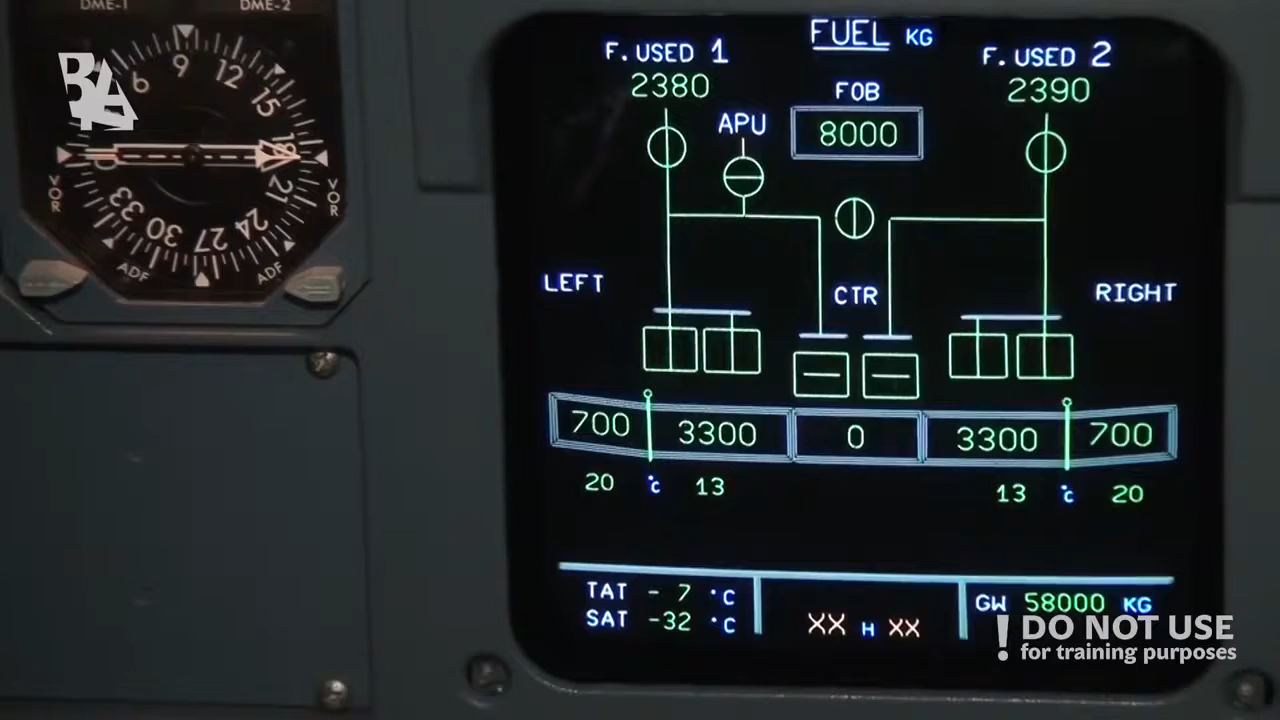 DME-1 DME-2
BA
6 9 12 15 18 21 24 27 30 33 0
VOR VOR
ADF ADF
FUEL KG
F.USED 1 F.USED 2
2380 2390
FOB
8000
APU
LEFT CTR RIGHT
700 3300 0 3300 700
20 °C 13 13 °C 20
TAT - 7 °C
SAT -32 °C
XX H XX
GW 58000 KG
! DO NOT USE
for training purposes